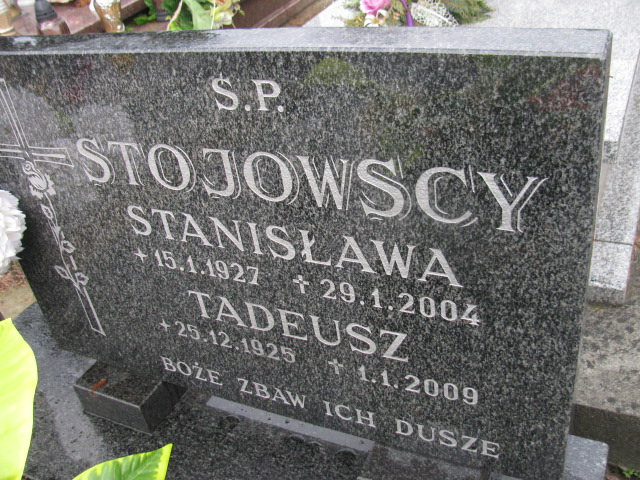 S.P.
STOJOWSCY
STANISŁAWA
+15.1.1927 +29.1.2004
TADEUSZ
+25.12.1925 +1.1.2009
BOŻE ZBAW ICH DUSZE